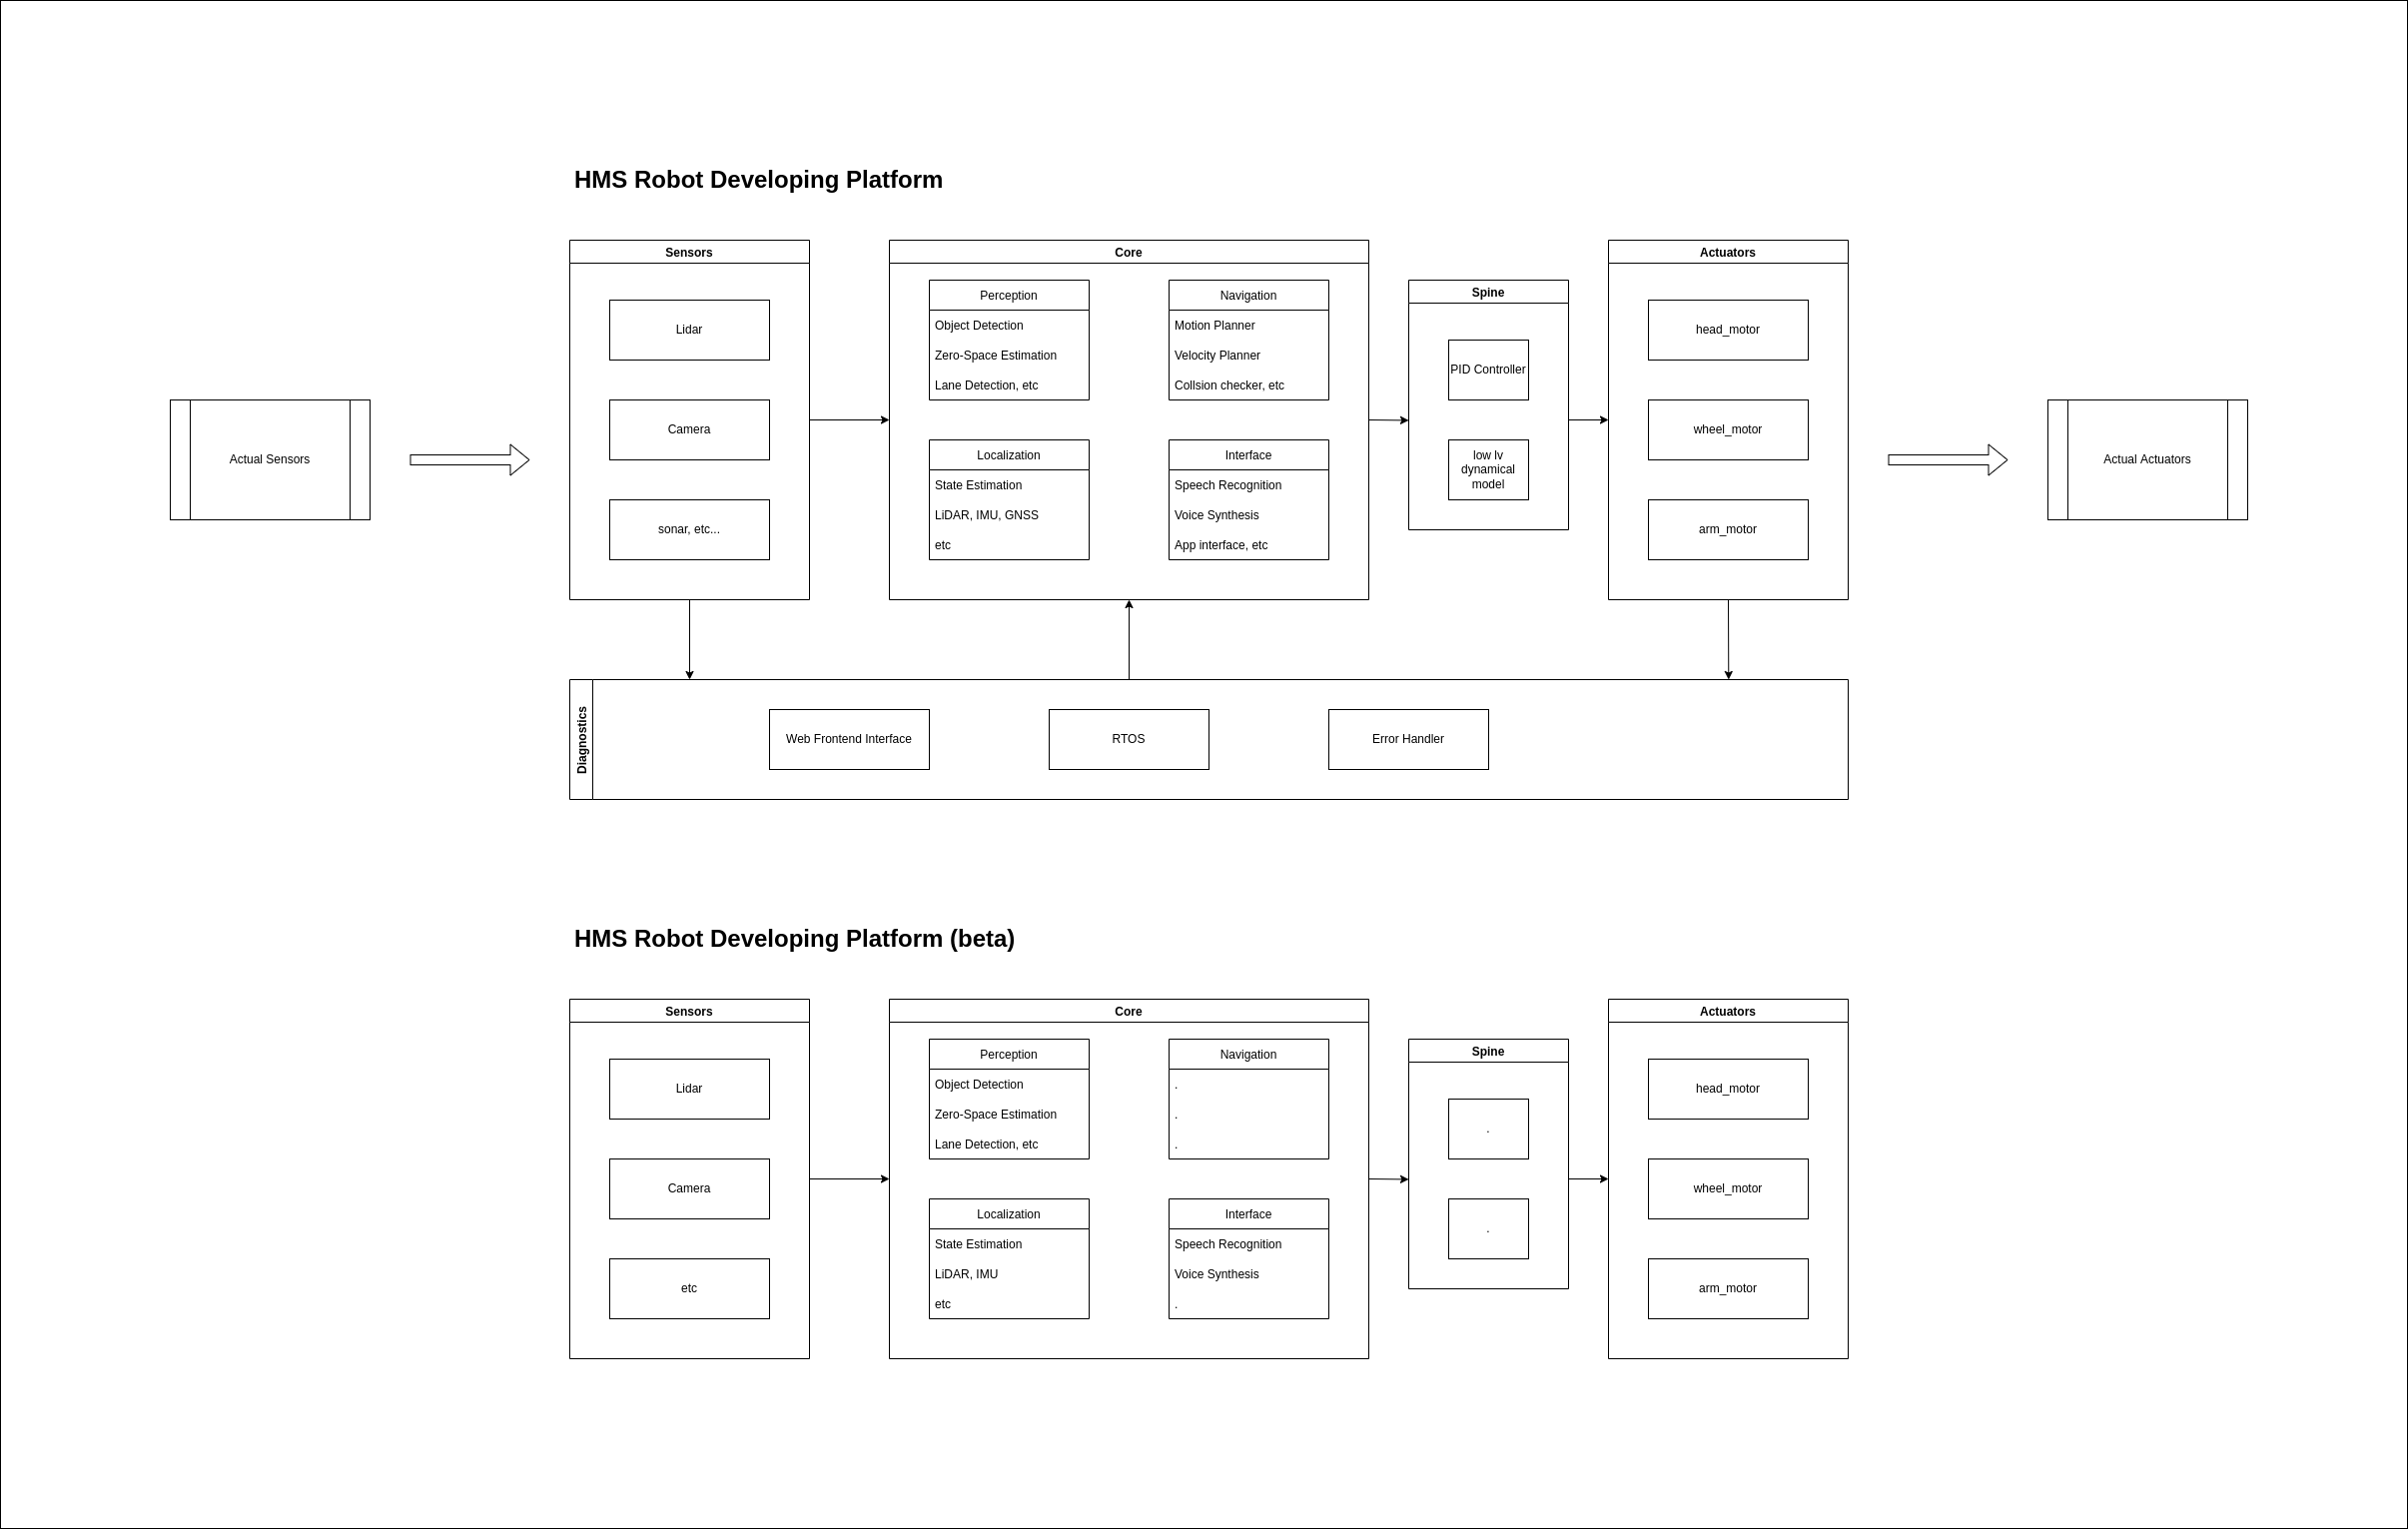 HMS Robot Developing Platform
Actual Sensors
Sensors
Lidar
Camera
sonar, etc...
Core
Perception
Object Detection
Zero-Space Estimation
Lane Detection, etc
Navigation
Motion Planner
Velocity Planner
Collsion checker, etc
Localization
State Estimation
LiDAR, IMU, GNSS
etc
Interface
Speech Recognition
Voice Synthesis
App interface, etc
Spine
PID Controller
low lv
dynamical
model
Actuators
head_motor
wheel_motor
arm_motor
Actual Actuators
Diagnostics
Web Frontend Interface
RTOS
Error Handler
HMS Robot Developing Platform (beta)
Sensors
Lidar
Camera
etc
Core
Perception
Object Detection
Zero-Space Estimation
Lane Detection, etc
Navigation
.
.
.
Localization
State Estimation
LiDAR, IMU
etc
Interface
Speech Recognition
Voice Synthesis
.
Spine
.
.
Actuators
head_motor
wheel_motor
arm_motor